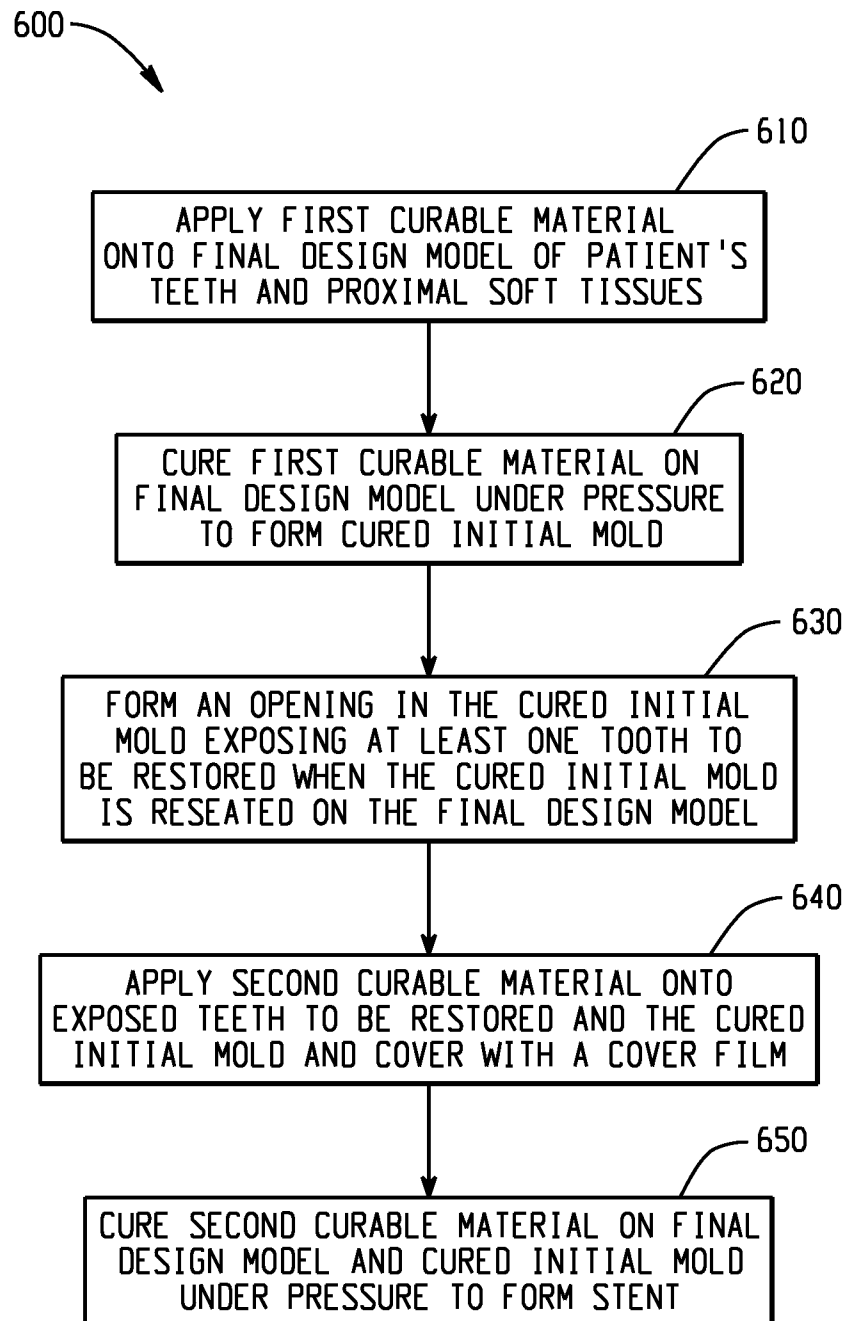 600
610
APPLY FIRST CURABLE MATERIAL
ONTO FINAL DESIGN MODEL OF PATIENT'S
TEETH AND PROXIMAL SOFT TISSUES
620
CURE FIRST CURABLE MATERIAL ON
FINAL DESIGN MODEL UNDER PRESSURE
TO FORM CURED INITIAL MOLD
630
FORM AN OPENING IN THE CURED INITIAL
MOLD EXPOSING AT LEAST ONE TOOTH TO
BE RESTORED WHEN THE CURED INITIAL MOLD
IS RESEATED ON THE FINAL DESIGN MODEL
640
APPLY SECOND CURABLE MATERIAL ONTO
EXPOSED TEETH TO BE RESTORED AND THE CURED
INITIAL MOLD AND COVER WITH A COVER FILM
650
CURE SECOND CURABLE MATERIAL ON FINAL
DESIGN MODEL AND CURED INITIAL MOLD
UNDER PRESSURE TO FORM STENT